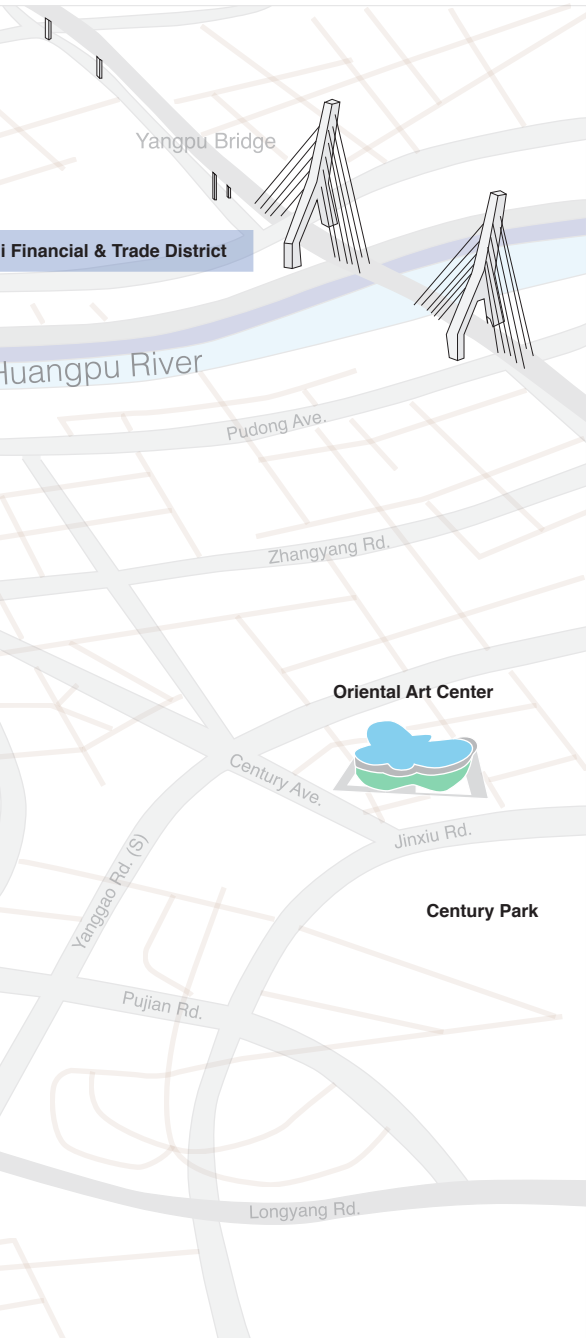 Yangpu Bridge
i Financial & Trade District
Huangpu River
Pudong Ave.
Zhangyang Rd.
Oriental Art Center
Century Ave.
Jinxiu Rd.
Yanggao Rd. (S)
Century Park
Pujian Rd.
Longyang Rd.